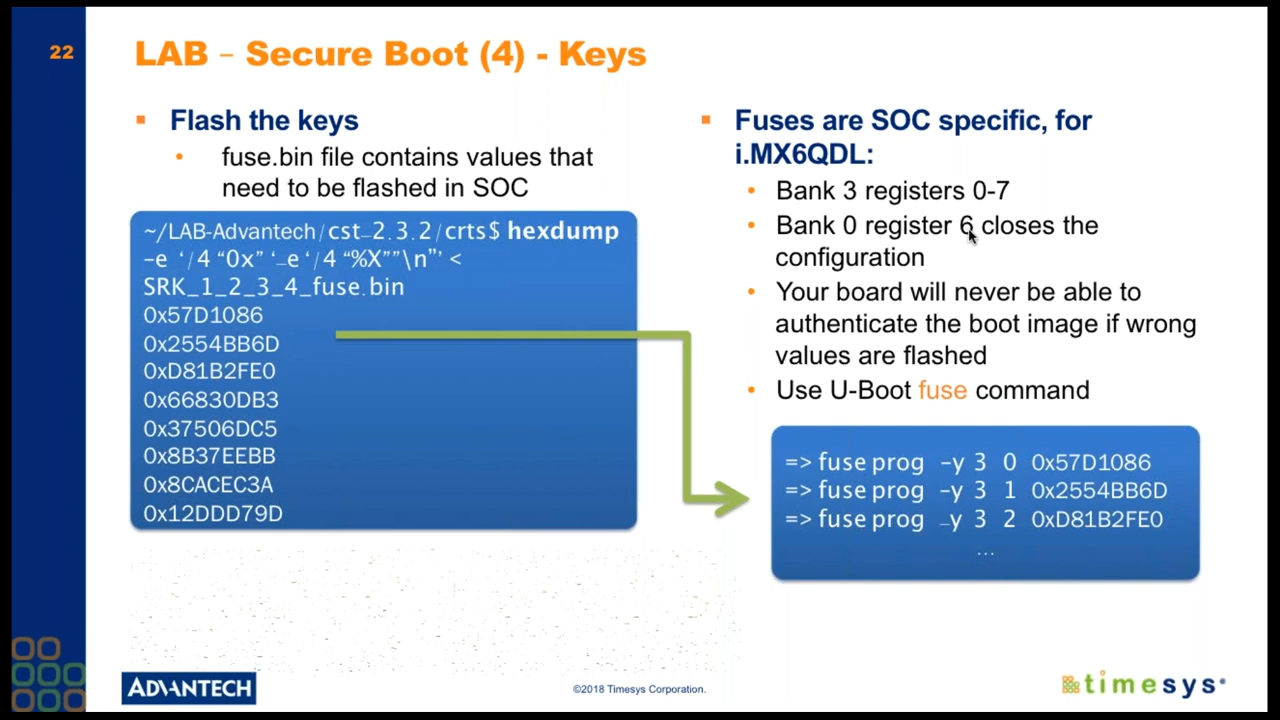 22
LAB – Secure Boot (4) - Keys
Flash the keys
fuse.bin file contains values that
need to be flashed in SOC
~/LAB-Advantech/cst_2.3.2/crts$ hexdump
–e ‘/4 “0x” ‘–e ‘/4 “%X””\n”’ <
SRK_1_2_3_4_fuse.bin
0x57D1086
0x2554BB6D
0xD81B2FE0
0x66830DB3
0x37506DC5
0x8B37EEBB
0x8CACEC3A
0x12DDD79D
Fuses are SOC specific, for
i.MX6QDL:
Bank 3 registers 0-7
Bank 0 register 6 closes the
configuration
Your board will never be able to
authenticate the boot image if wrong
values are flashed
Use U-Boot fuse command
=> fuse prog –y 3 0 0x57D1086
=> fuse prog –y 3 1 0x2554BB6D
=> fuse prog –y 3 2 0xD81B2FE0
...
ADVANTECH
©2018 Timesys Corporation.
timesys®